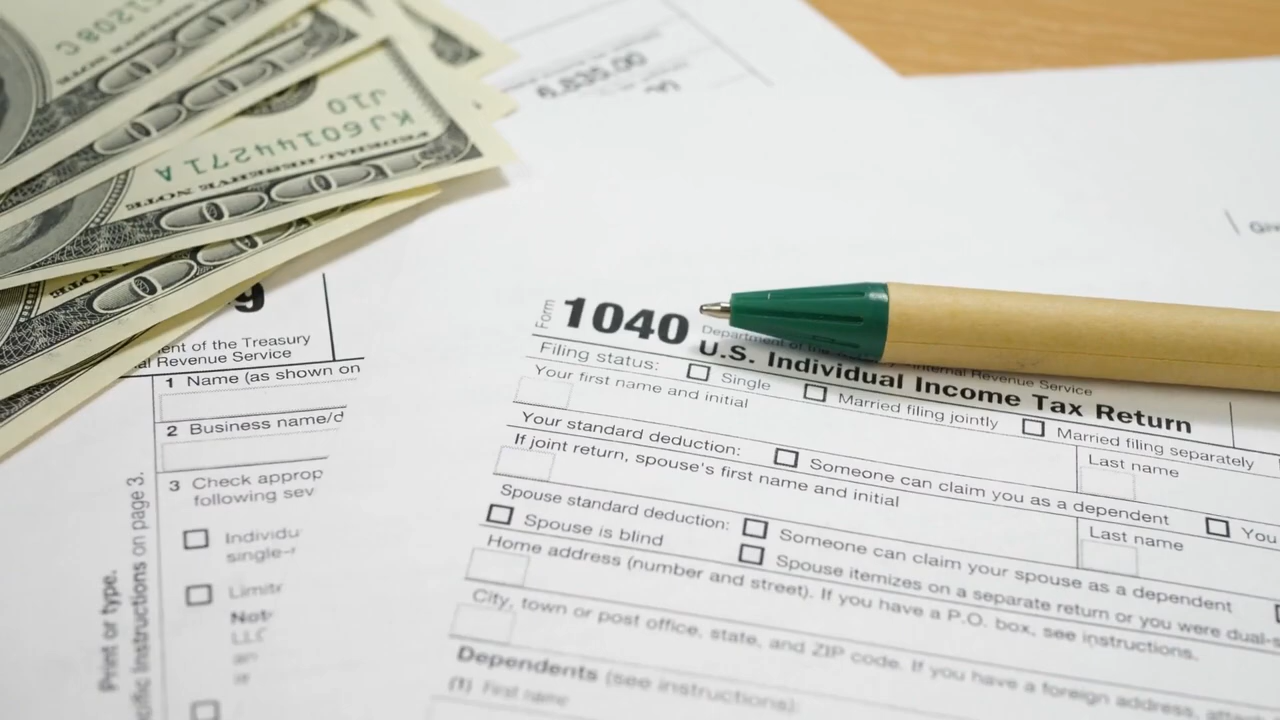 1208C
KJ60144271A
J10
FEDERAL RESERVE NOTE
9,835.00
9
ent of the Treasury
al Revenue Service
1 Name (as shown on
2 Business name/d
3 Check approp
following sev
Individu
single-r
Limit
Not
LLC
an
is
Print or type.
cific Instructions on page 3.
Form 1040
Department of the
Internal Revenue Service
U.S. Individual Income Tax Return
Filing status: Single Married filing jointly Married filing separately
Your first name and initial
Last name
Your standard deduction: Someone can claim you as a dependent You
If joint return, spouse's first name and initial
Last name
Spouse standard deduction: Someone can claim your spouse as a dependent
Spouse is blind Spouse itemizes on a separate return or you were dual-s
Home address (number and street). If you have a P.O. box, see instructions.
City, town or post office, state, and ZIP code. If you have a foreign address, attac
Dependents (see instructions):
(1) First name